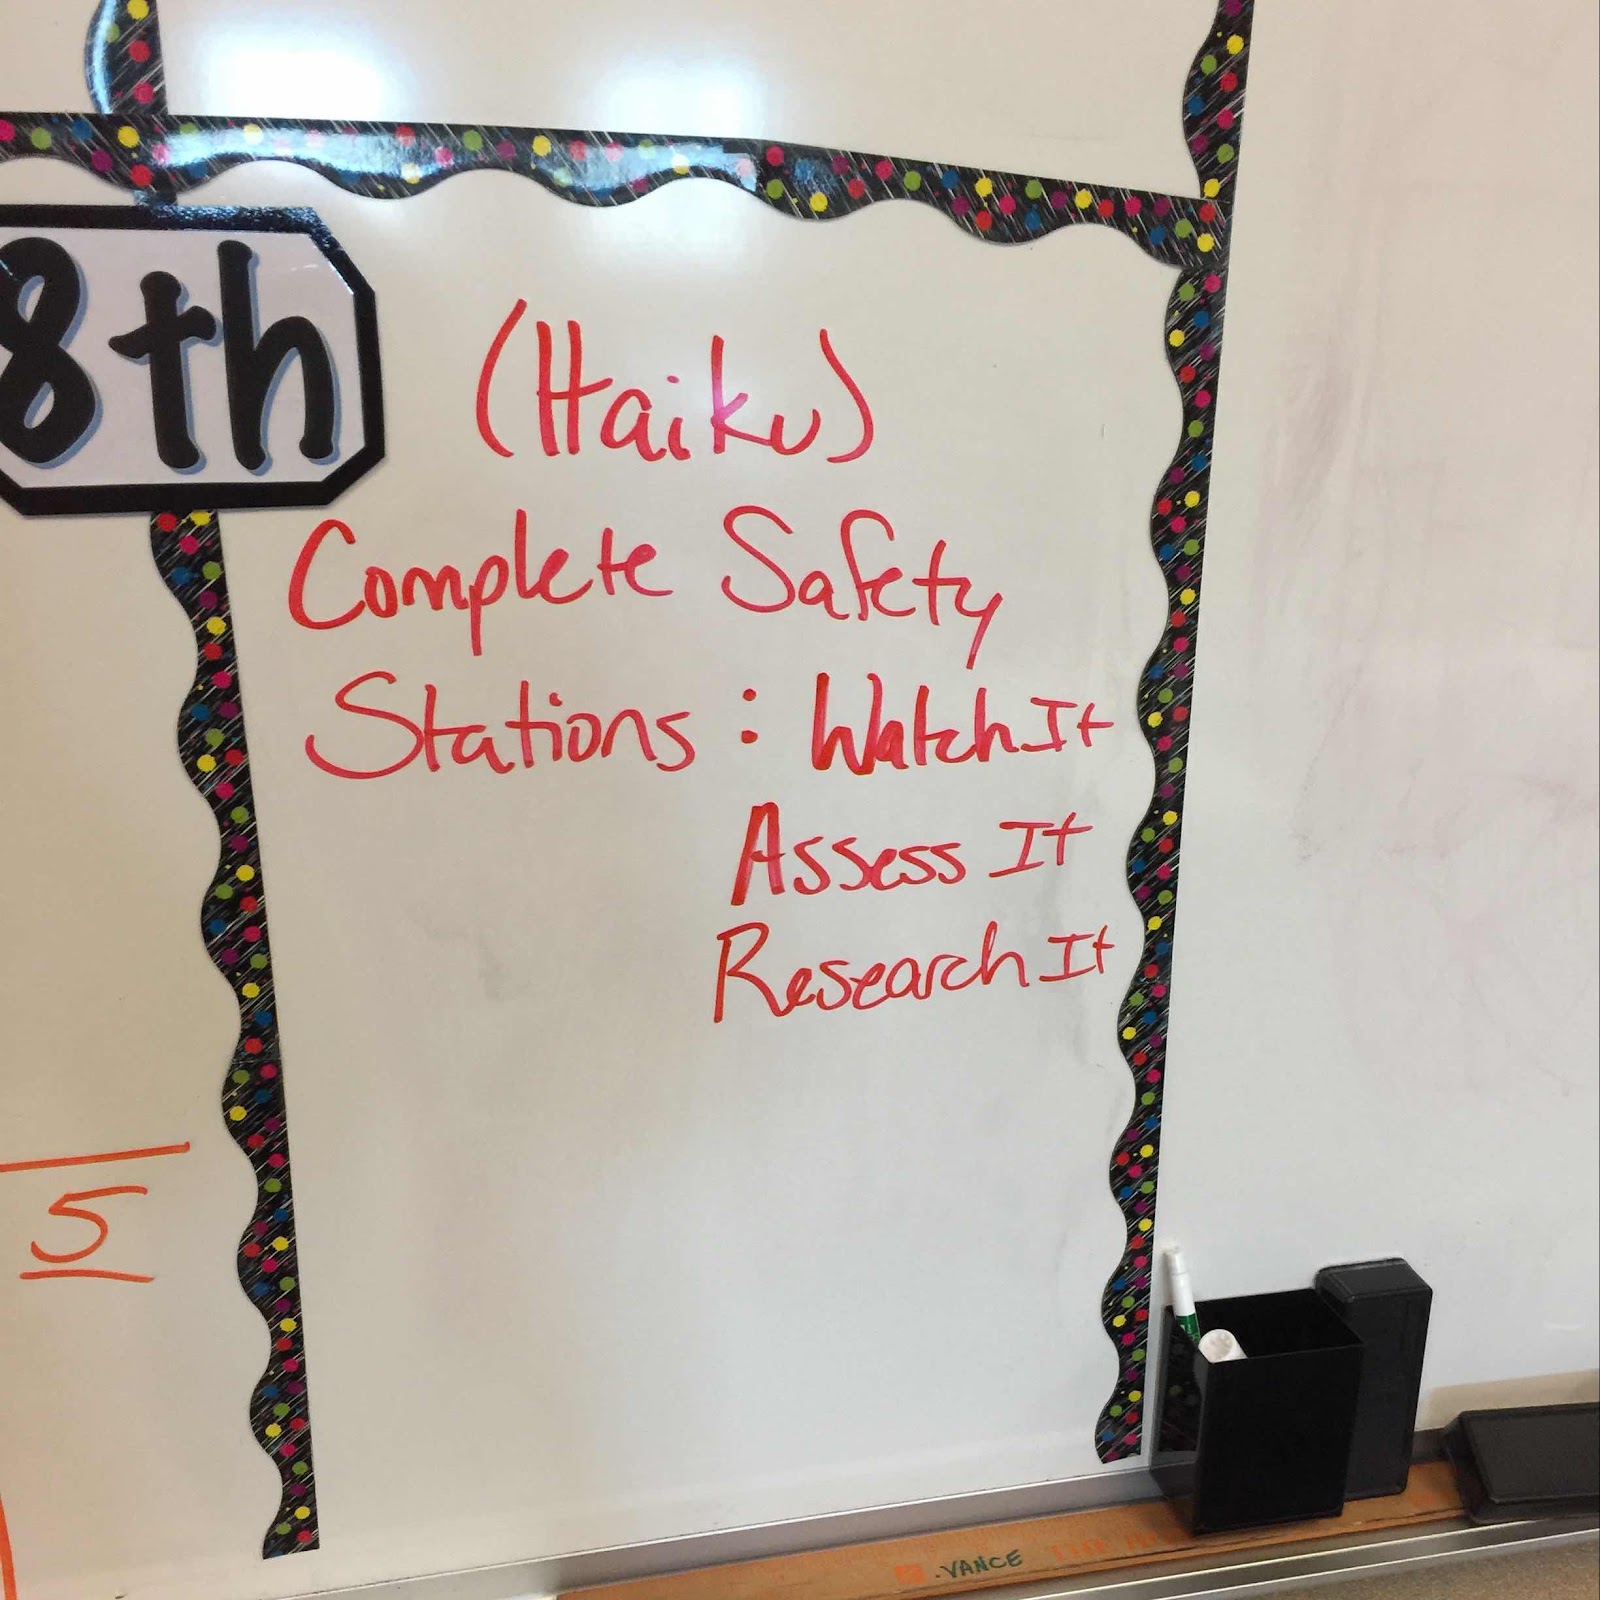 8th
(Haiku)
Complete Safety
Stations: Watch It
Assess It
Research It
5
.VANCE